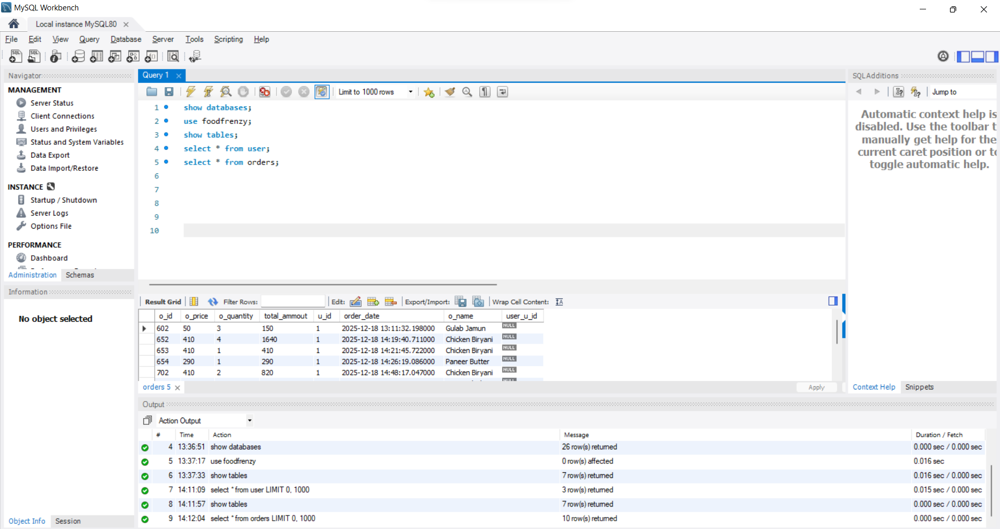 MySQL Workbench
Local instance MySQL80
File Edit View Query Database Server Tools Scripting Help
Navigator
MANAGEMENT
Server Status
Client Connections
Users and Privileges
Status and System Variables
Data Export
Data Import/Restore
INSTANCE
Startup / Shutdown
Server Logs
Options File
PERFORMANCE
Dashboard
Administration Schemas
Information
No object selected
Object Info Session
Query 1
Limit to 1000 rows
1 show databases;
2 use foodfrenzy;
3 show tables;
4 select * from user;
5 select * from orders;
6
7
8
9
10
Result Grid Filter Rows: Edit: Export/Import: Wrap Cell Content:
o_id o_price o_quantity total_ammout u_id order_date o_name user_u_id
602 50 3 150 1 2025-12-18 13:11:32.198000 Gulab Jamun NULL
652 410 4 1640 1 2025-12-18 14:19:40.711000 Chicken Biryani NULL
653 410 1 410 1 2025-12-18 14:21:45.722000 Chicken Biryani NULL
654 290 1 290 1 2025-12-18 14:26:19.086000 Paneer Butter NULL
702 410 2 820 1 2025-12-18 14:48:17.047000 Chicken Biryani NULL
orders 5 Apply
SQLAdditions
Jump to
Automatic context help is
disabled. Use the toolbar t
manually get help for the
current caret position or to
toggle automatic help.
Context Help Snippets
Output
Action Output
# Time Action Message Duration / Fetch
4 13:36:51 show databases 26 row(s) returned 0.000 sec / 0.000 sec
5 13:37:17 use foodfrenzy 0 row(s) affected 0.016 sec
6 13:37:33 show tables 7 row(s) returned 0.016 sec / 0.000 sec
7 14:11:09 select * from user LIMIT 0, 1000 3 row(s) returned 0.015 sec / 0.000 sec
8 14:11:57 show tables 7 row(s) returned 0.000 sec / 0.000 sec
9 14:12:04 select * from orders LIMIT 0, 1000 10 row(s) returned 0.000 sec / 0.000 sec